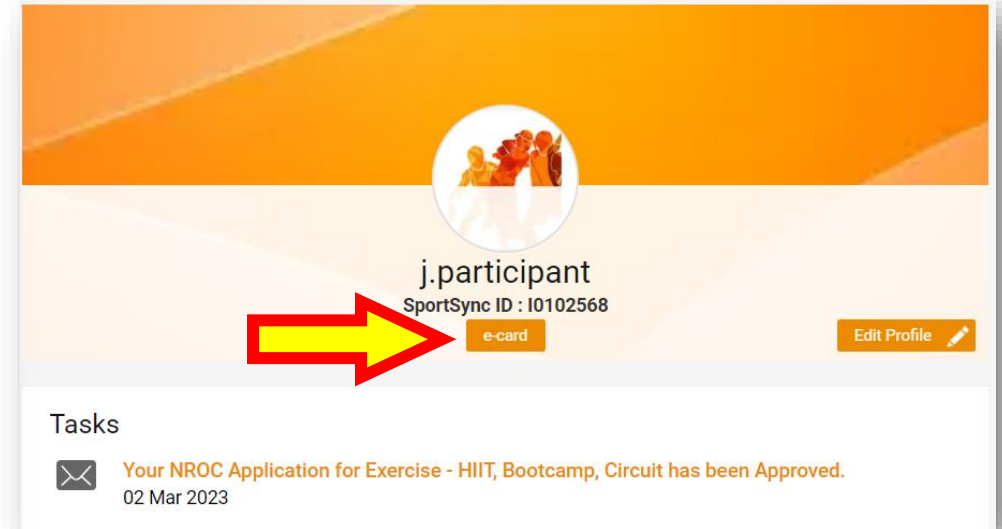 j.participant
SportSync ID : I0102568
e-card
Edit Profile
Tasks
Your NROC Application for Exercise - HIIT, Bootcamp, Circuit has been Approved.
02 Mar 2023